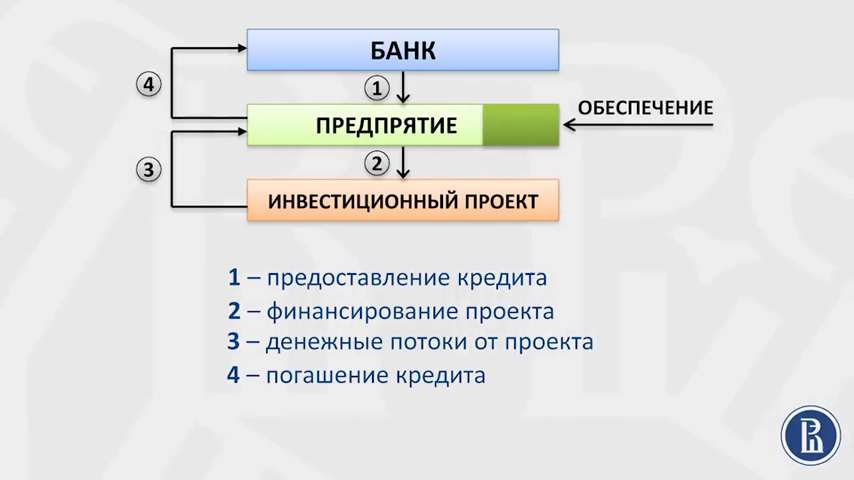 БАНК
4
1
ОБЕСПЕЧЕНИЕ
ПРЕДПРЯТИЕ
3
2
ИНВЕСТИЦИОННЫЙ ПРОЕКТ
1 – предоставление кредита
2 – финансирование проекта
3 – денежные потоки от проекта
4 – погашение кредита